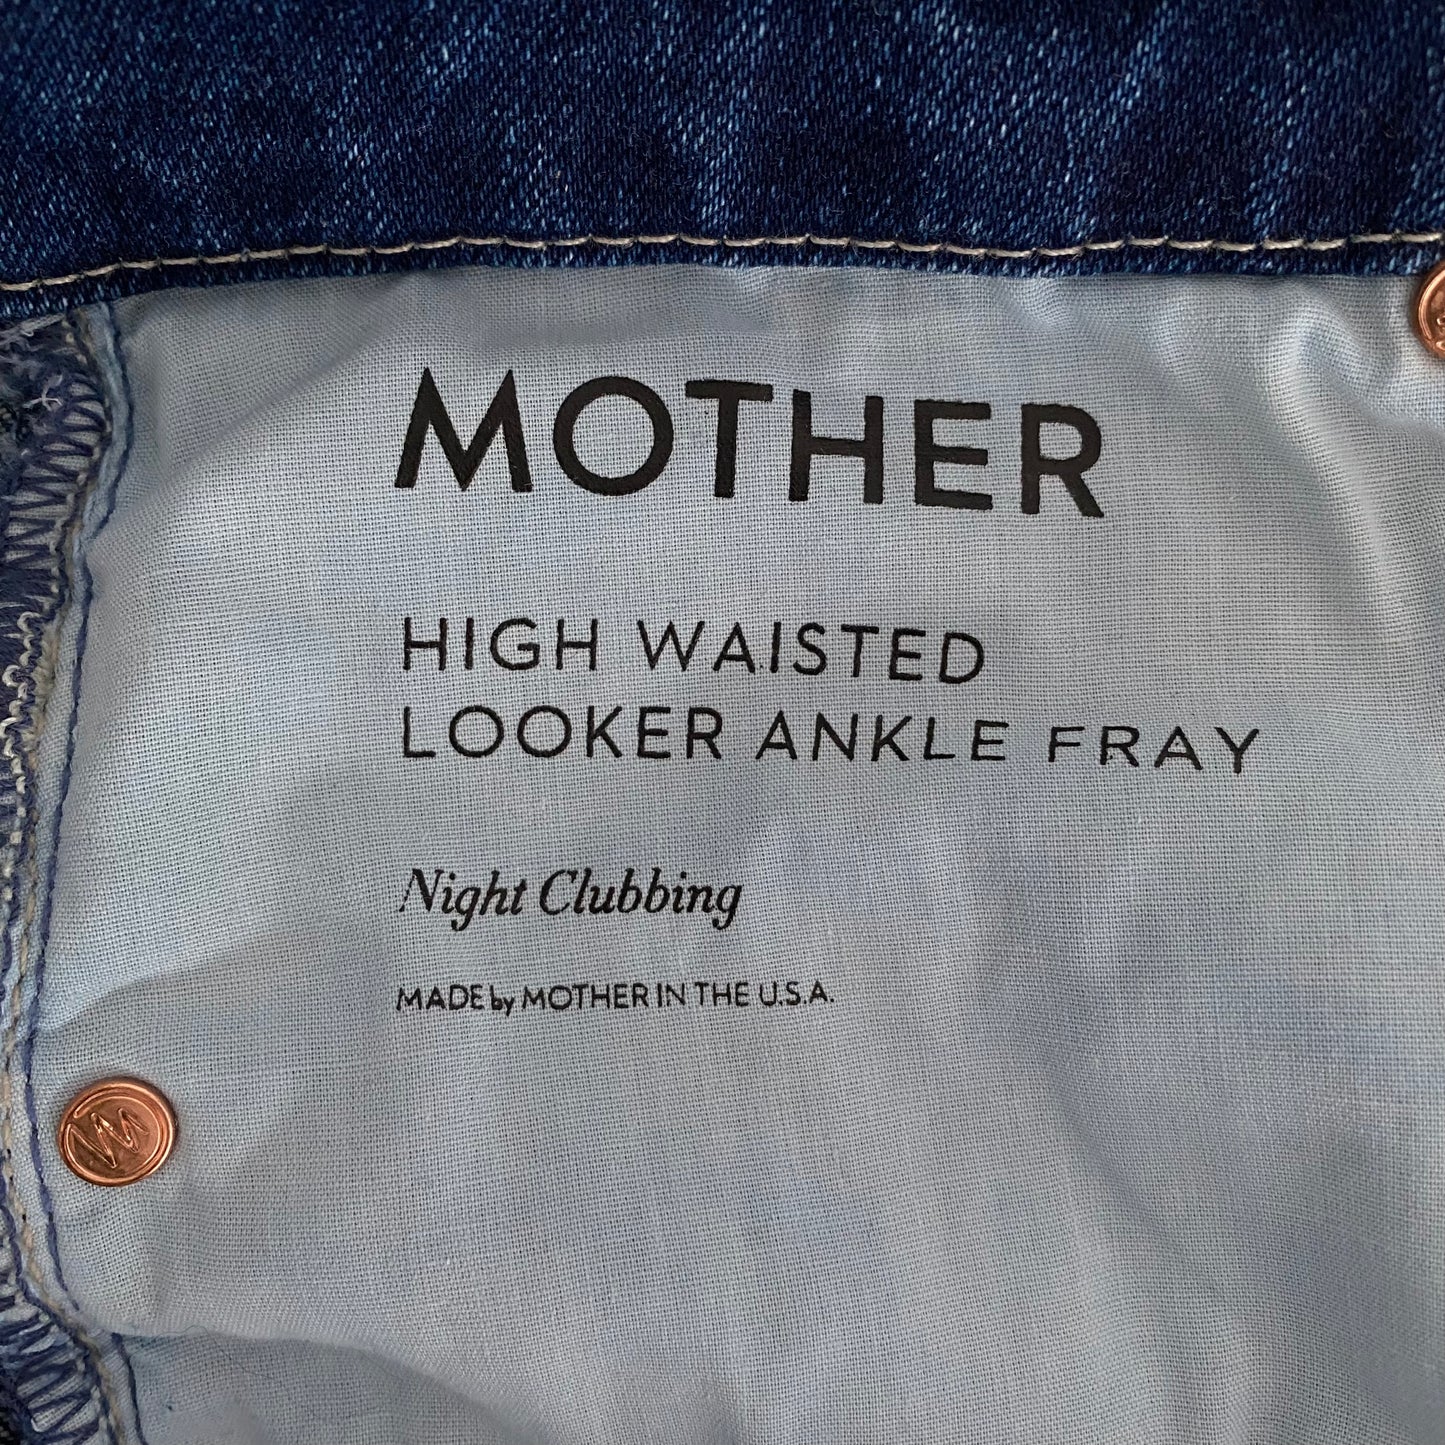 MOTHER
HIGH WAISTED
LOOKER ANKLE FRAY
Night Clubbing
MADE by MOTHER IN THE U.S.A.